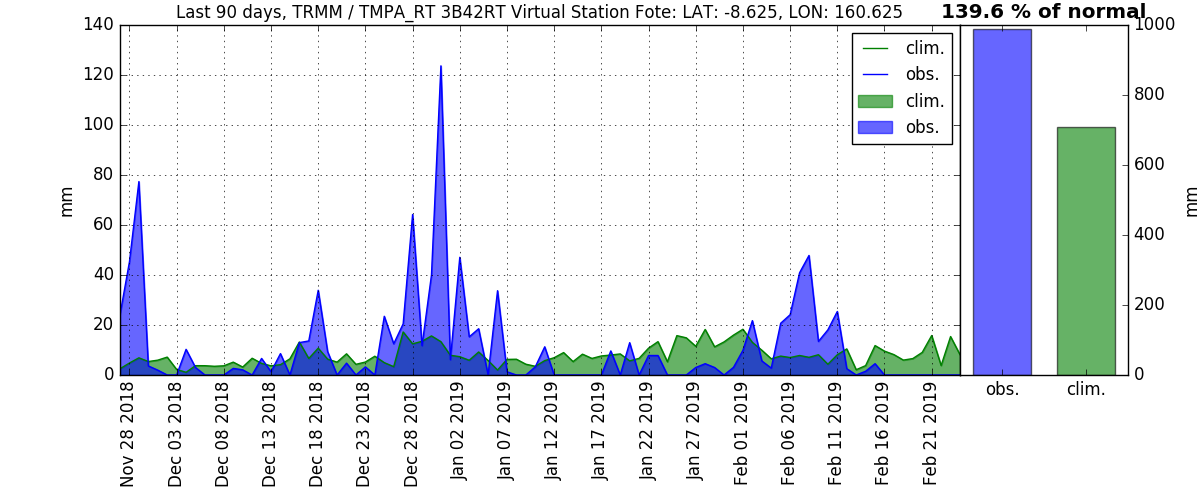 Last 90 days, TRMM / TMPA_RT 3B42RT Virtual Station Fote: LAT: -8.625, LON: 160.625
139.6 % of normal
140
120
100
80
60
40
20
0
mm
clim.
obs.
clim.
obs.
Nov 28 2018
Dec 03 2018
Dec 08 2018
Dec 13 2018
Dec 18 2018
Dec 23 2018
Dec 28 2018
Jan 02 2019
Jan 07 2019
Jan 12 2019
Jan 17 2019
Jan 22 2019
Jan 27 2019
Feb 01 2019
Feb 06 2019
Feb 11 2019
Feb 16 2019
Feb 21 2019
1000
800
600
400
200
0
mm
obs.
clim.